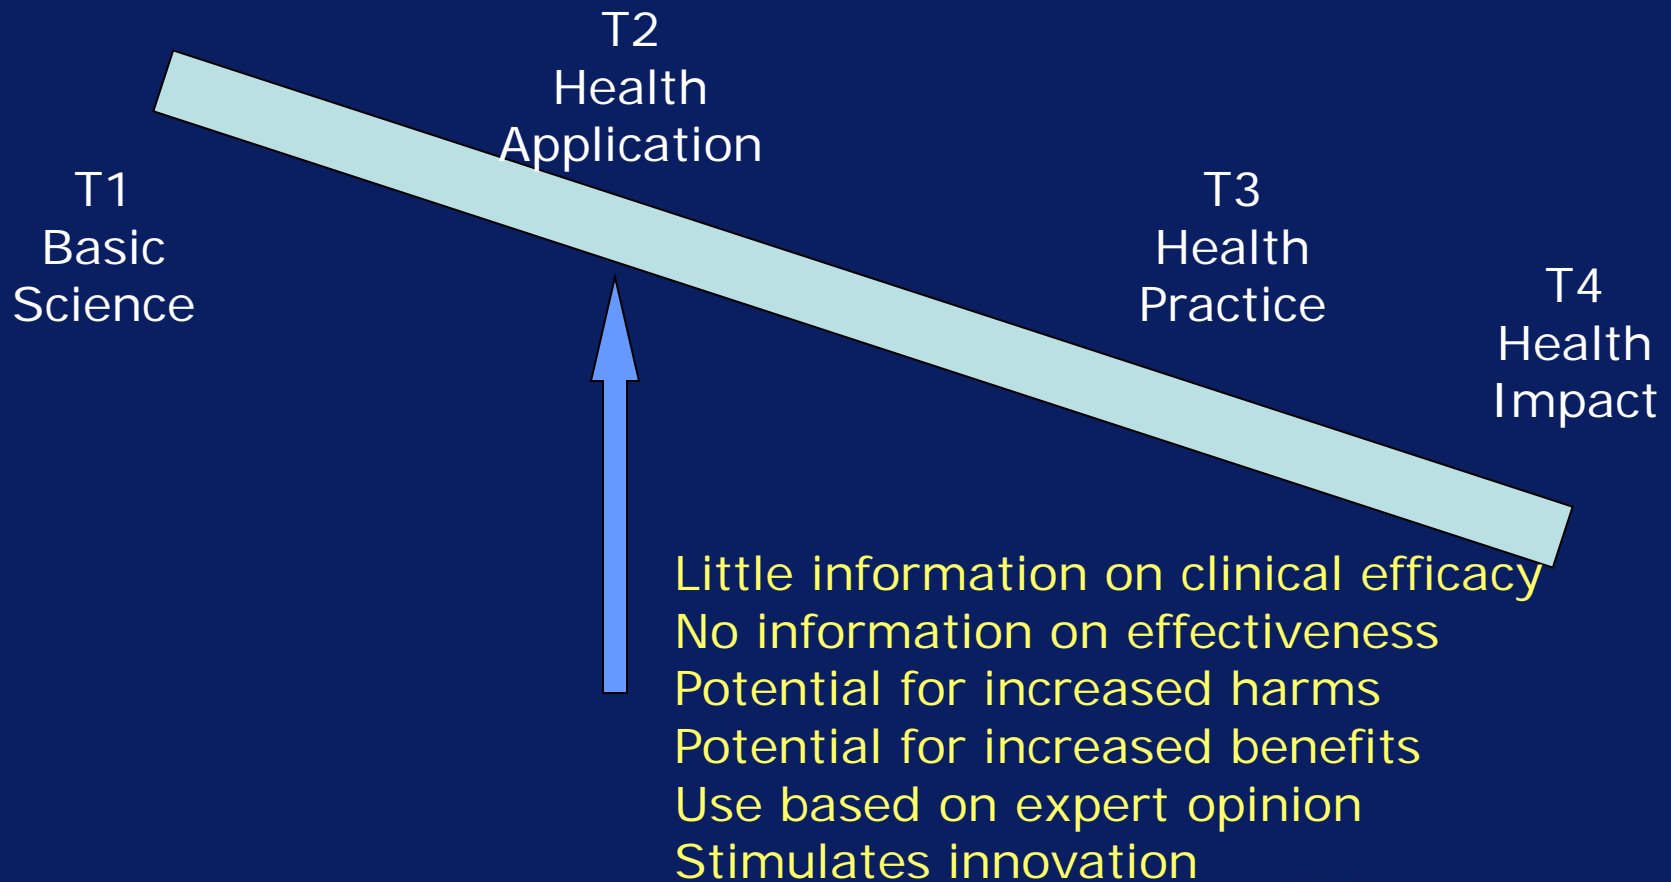 T2
Health
Application
T1
Basic
Science
T3
Health
Practice
T4
Health
Impact
Little information on clinical efficacy
No information on effectiveness
Potential for increased harms
Potential for increased benefits
Use based on expert opinion
Stimulates innovation